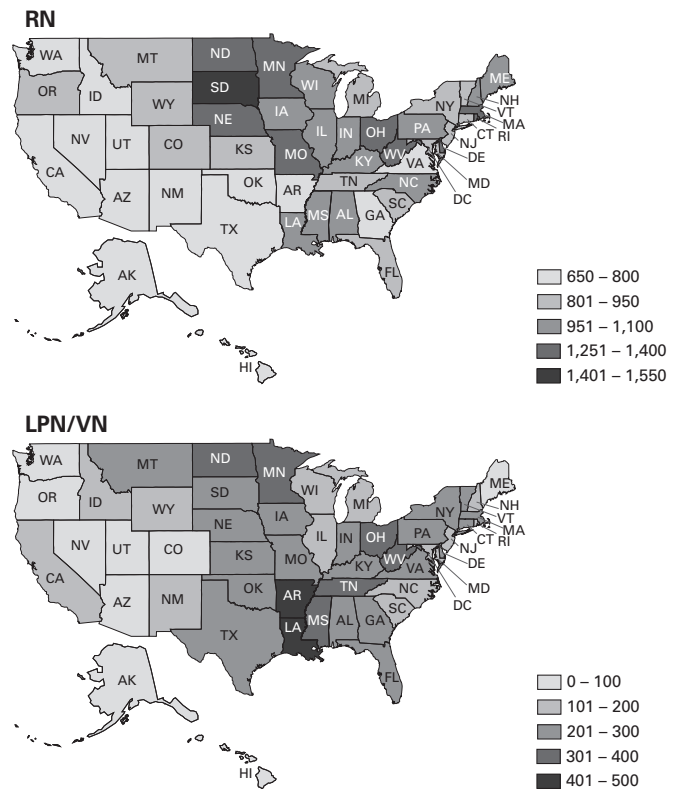 RN
WA
MT
ND
MN
OR
ID
WY
SD
WI
MI
NY
ME
NH
VT
MA
CT RI
NV
UT
CO
NE
IA
IL
IN
OH
PA
NJ
DE
CA
KS
MO
KY
WV
VA
MD
DC
AZ
NM
OK
AR
TN
NC
SC
TX
LA
MS
AL
GA
FL
AK
HI
650 – 800
801 – 950
951 – 1,100
1,251 – 1,400
1,401 – 1,550
LPN/VN
WA
MT
ND
MN
OR
ID
WY
SD
WI
MI
NY
ME
NH
VT
MA
CT RI
NV
UT
CO
NE
IA
IL
IN
OH
PA
NJ
DE
CA
KS
MO
KY
WV
VA
MD
DC
AZ
NM
OK
AR
TN
NC
SC
TX
LA
MS
AL
GA
FL
AK
HI
0 – 100
101 – 200
201 – 300
301 – 400
401 – 500